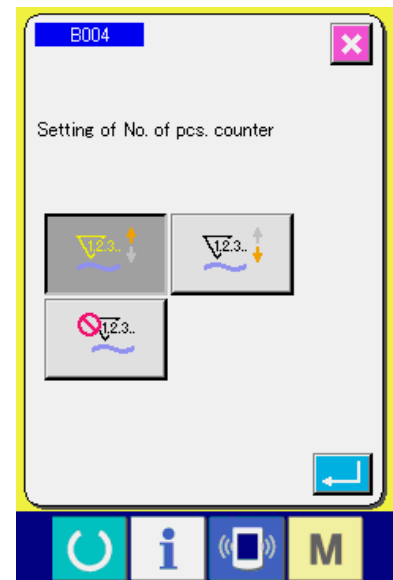 B004
Setting of No. of pcs. counter
1.2.3.. 1.2.3..
1.2.3..
i M